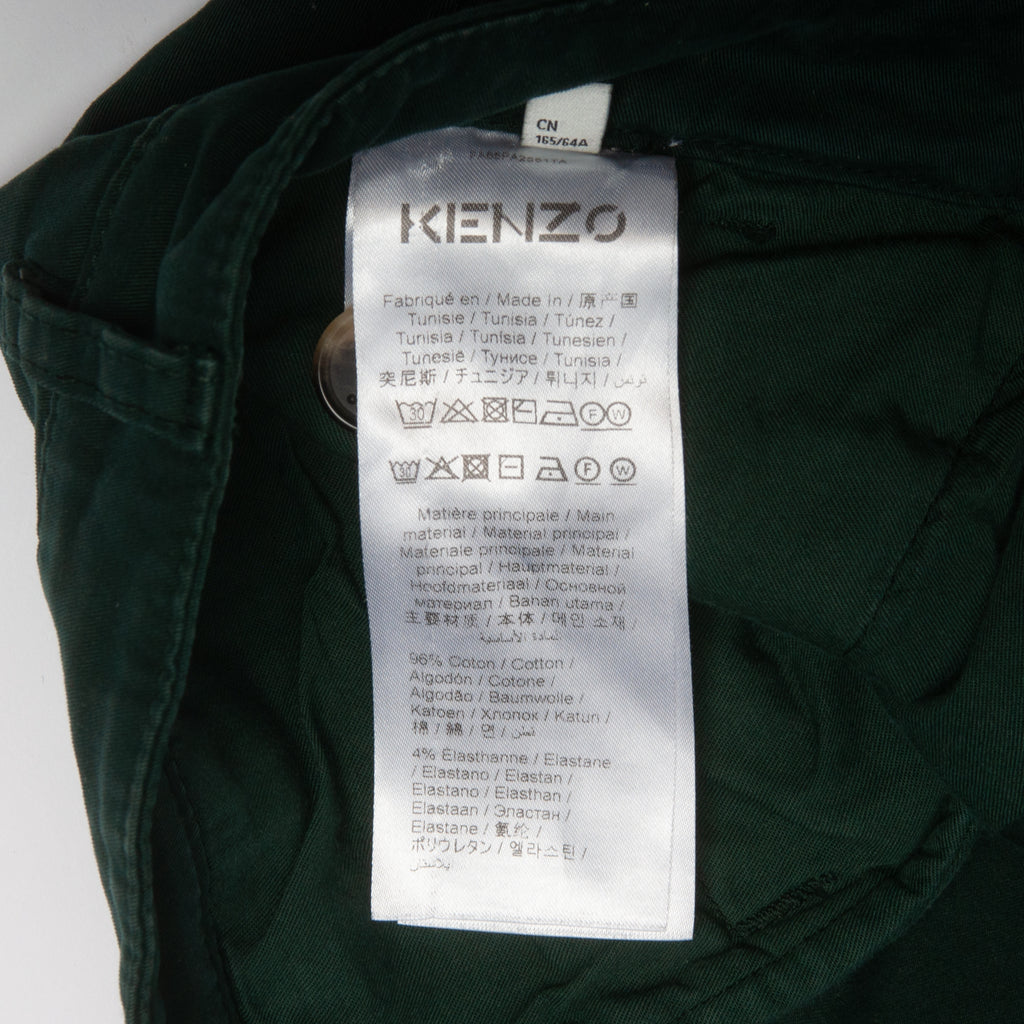 CN
165/64A
KENZO
Fabriqué en / Made In / 原产国
Tunisie / Tunisia / Túnez /
Tunisia / Tunísia / Tunesien /
Tunesië / Тунисе / Tunisia /
突尼斯 / チュニジア / 튀니지 / تونس
30 F W
30 F W
Matière principale / Main
material / Material principal /
Materiale principale / Material
principal / Hauptmaterial /
Hoofdmateriaal / Основной
материал / Bahan utama /
主要材质 / 本体 / 메인 소재 /
المادة الأساسية
96% Coton / Cotton /
Algodón / Cotone /
Algodão / Baumwolle /
Katoen / Хлопок / Katun /
棉 / 綿 / 면 / قطن
4% Élasthanne / Elastane
/ Elastano / Elastan /
Elastano / Elasthan /
Elastaan / Эластан /
Elastane / 氨纶 /
ポリウレタン / 엘라스틴 /
إيلاستان